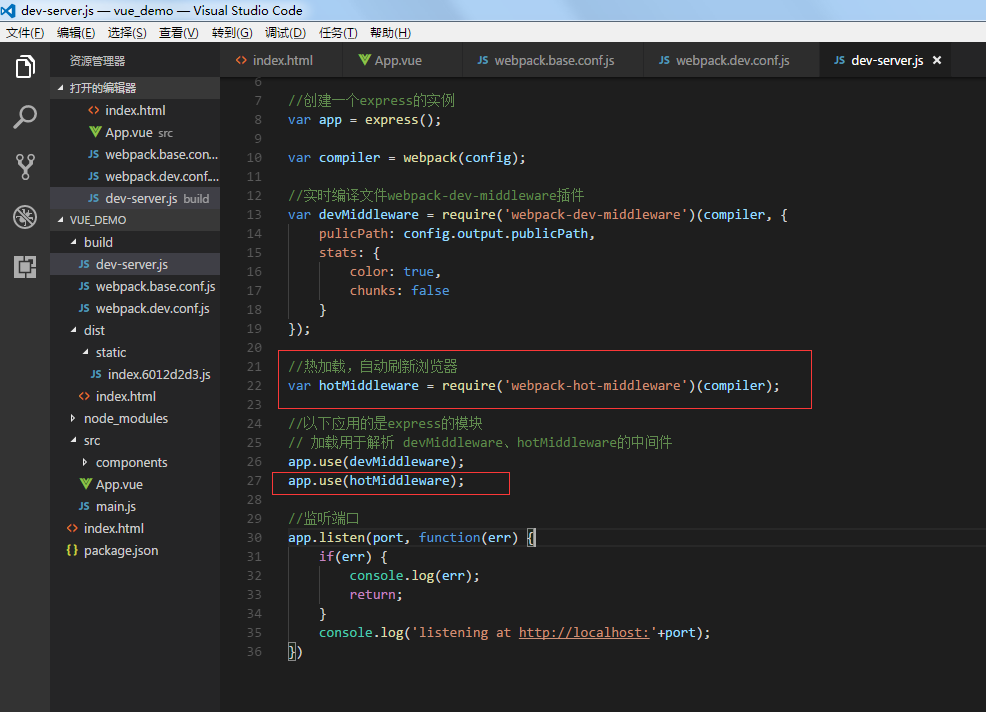 dev-server.js — vue_demo — Visual Studio Code
文件(F) 编辑(E) 选择(S) 查看(V) 转到(G) 调试(D) 任务(T) 帮助(H)
资源管理器
打开的编辑器
<> index.html
App.vue src
JS webpack.base.con...
JS webpack.dev.conf....
JS dev-server.js build
VUE_DEMO
build
JS dev-server.js
JS webpack.base.conf.js
JS webpack.dev.conf.js
dist
static
JS index.6012d2d3.js
<> index.html
node_modules
src
components
App.vue
JS main.js
<> index.html
{} package.json
<> index.html App.vue JS webpack.base.conf.js JS webpack.dev.conf.js JS dev-server.js ×
6
7 //创建一个express的实例
8 var app = express();
9
10 var compiler = webpack(config);
11
12 //实时编译文件webpack-dev-middleware插件
13 var devMiddleware = require('webpack-dev-middleware')(compiler, {
14 pulicPath: config.output.publicPath,
15 stats: {
16 color: true,
17 chunks: false
18 }
19 });
20
21 //热加载，自动刷新浏览器
22 var hotMiddleware = require('webpack-hot-middleware')(compiler);
23
24 //以下应用的是express的模块
25 // 加载用于解析 devMiddleware、hotMiddleware的中间件
26 app.use(devMiddleware);
27 app.use(hotMiddleware);
28
29 //监听端口
30 app.listen(port, function(err) {
31 if(err) {
32 console.log(err);
33 return;
34 }
35 console.log('listening at http://localhost:'+port);
36 })